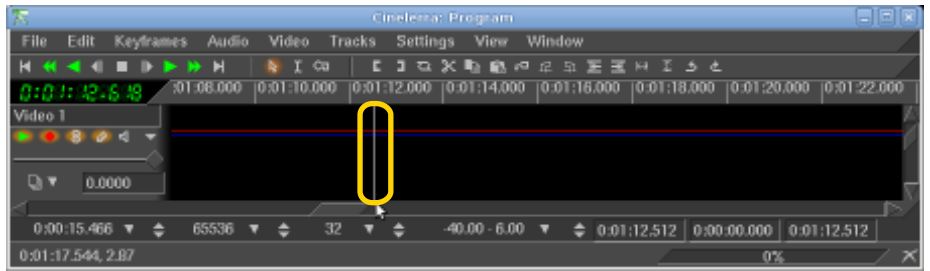 Cinelerra: Program
File Edit Keyframes Audio Video Tracks Settings View Window
0:01:12.618 :01:08.000 0:01:10.000 0:01:12.000 0:01:14.000 0:01:16.000 0:01:18.000 0:01:20.000 0:01:22.000
Video 1
0.0000
0:00:15.466 65536 32 -40.00 - 6.00 0:01:12.512 0:00:00.000 0:01:12.512
0:01:17.544, 2.87 0%